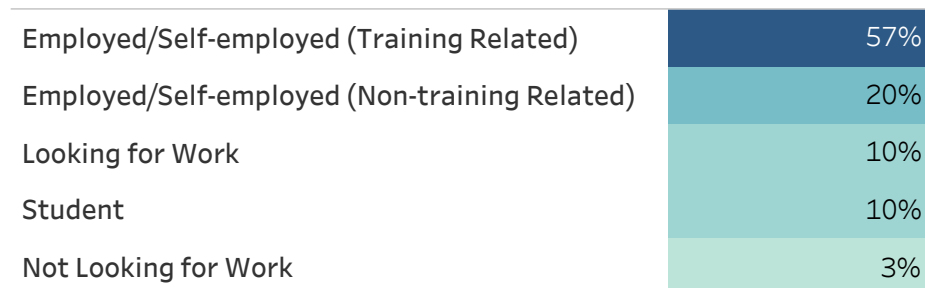 Employed/Self-employed (Training Related) 57%
Employed/Self-employed (Non-training Related) 20%
Looking for Work 10%
Student 10%
Not Looking for Work 3%